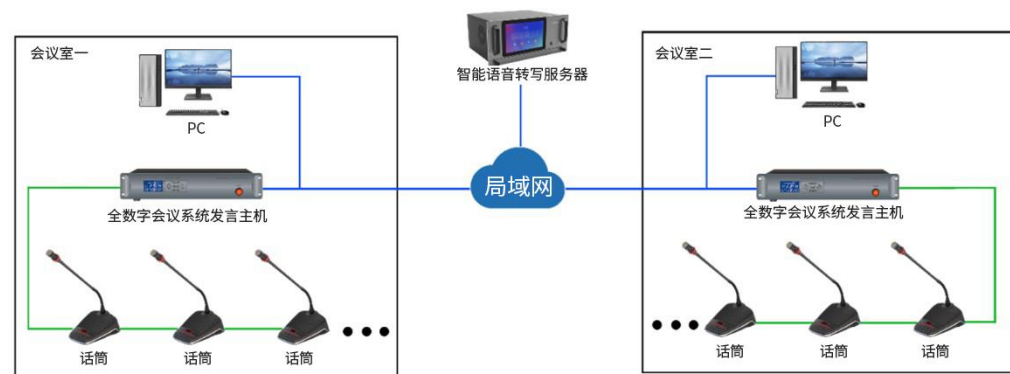 会议室一
PC
全数字会议系统发言主机
话筒
话筒
话筒
智能语音转写服务器
局域网
会议室二
PC
全数字会议系统发言主机
话筒
话筒
话筒